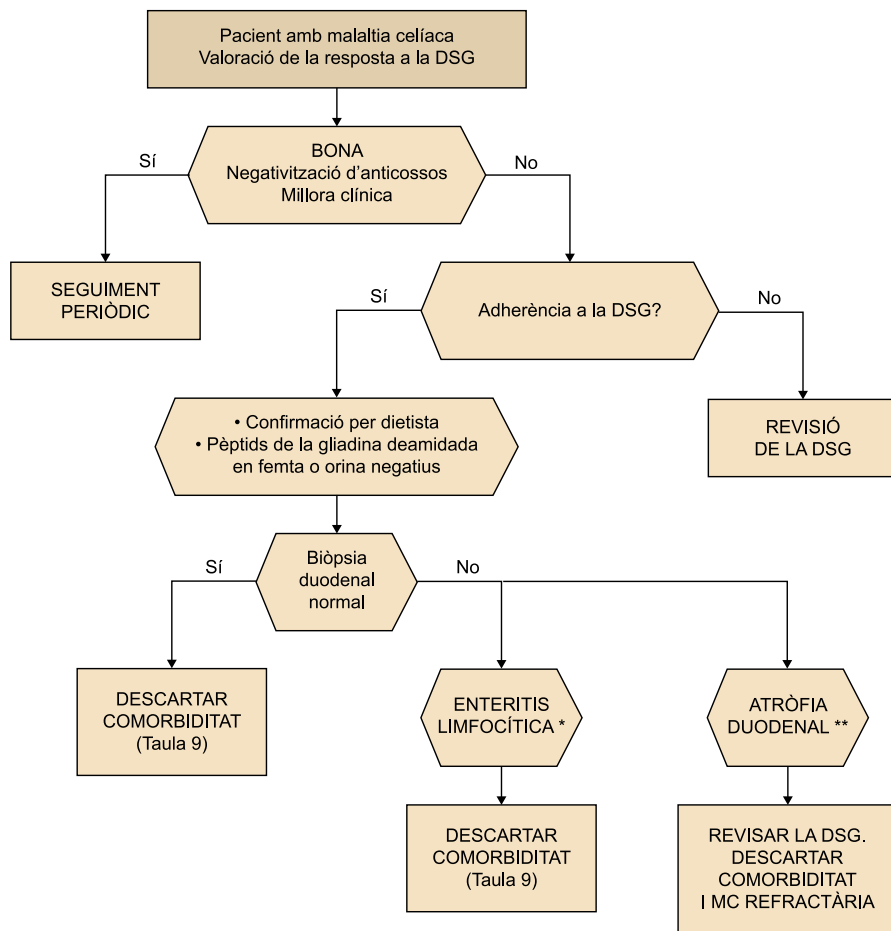 Pacient amb malaltia celíaca
Valoració de la resposta a la DSG
Sí
BONA
Negativització d’anticossos
Millora clínica
No
SEGUIMENT
PERIÒDIC
Sí
Adherència a la DSG?
No
• Confirmació per dietista
• Pèptids de la gliadina deamidada
en femta o orina negatius
REVISIÓ
DE LA DSG
Sí
Biòpsia
duodenal
normal
No
DESCARTAR
COMORBIDITAT
(Taula 9)
ENTERITIS
LIMFOCÍTICA *
ATRÒFIA
DUODENAL **
DESCARTAR
COMORBIDITAT
(Taula 9)
REVISAR LA DSG.
DESCARTAR
COMORBIDITAT
I MC REFRACTÀRIA